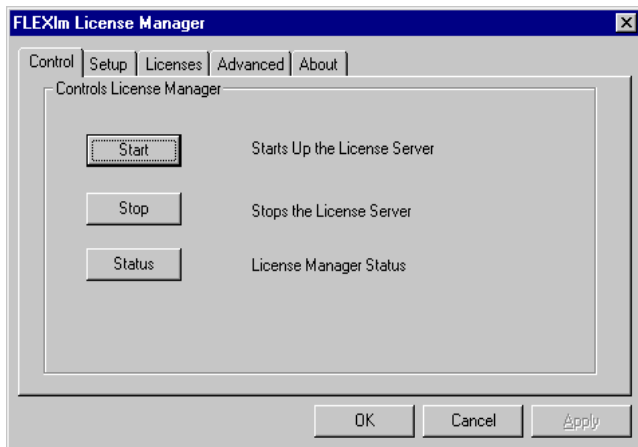 FLEXlm License Manager
Control Setup Licenses Advanced About
Controls License Manager
Start Starts Up the License Server
Stop Stops the License Server
Status License Manager Status
OK Cancel Apply